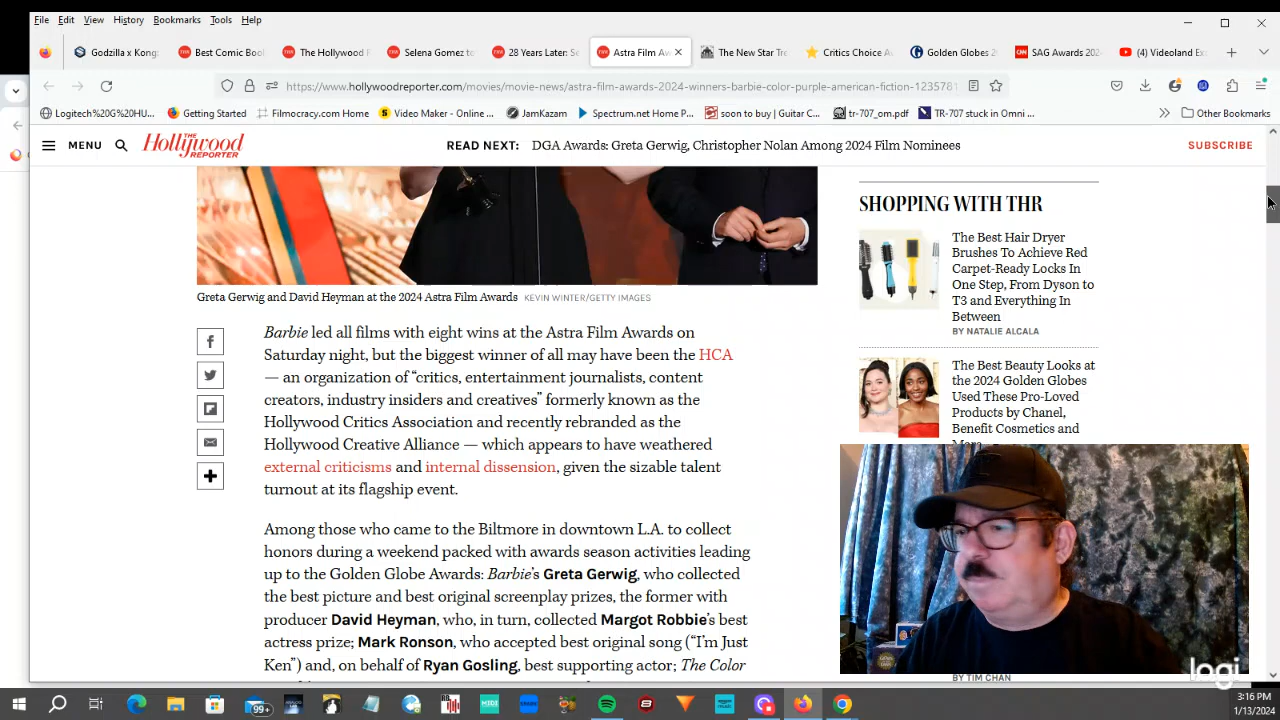 File Edit View History Bookmarks Tools Help
Godzilla x Kong:
Best Comic Boo
The Hollywood R
Selena Gomez to
28 Years Later: Se
Astra Film Aw
The New Star Tre
Critics Choice A
Golden Globes 2
SAG Awards 202
(4) Videoland Ex
https://www.hollywoodreporter.com/movies/movie-news/astra-film-awards-2024-winners-barbie-color-purple-american-fiction-1235781
Logitech%20G%20HU...
Getting Started
Filmocracy.com Home
Video Maker - Online ...
JamKazam
Spectrum.net Home P...
soon to buy | Guitar C...
tr-707_om.pdf
TR-707 stuck in Omni ...
Other Bookmarks
MENU
THE Hollywood REPORTER
READ NEXT: DGA Awards: Greta Gerwig, Christopher Nolan Among 2024 Film Nominees
SUBSCRIBE
Greta Gerwig and David Heyman at the 2024 Astra Film Awards KEVIN WINTER/GETTY IMAGES
Barbie led all films with eight wins at the Astra Film Awards on
Saturday night, but the biggest winner of all may have been the HCA
— an organization of “critics, entertainment journalists, content
creators, industry insiders and creatives” formerly known as the
Hollywood Critics Association and recently rebranded as the
Hollywood Creative Alliance — which appears to have weathered
external criticisms and internal dissension, given the sizable talent
turnout at its flagship event.
Among those who came to the Biltmore in downtown L.A. to collect
honors during a weekend packed with awards season activities leading
up to the Golden Globe Awards: Barbie’s Greta Gerwig, who collected
the best picture and best original screenplay prizes, the former with
producer David Heyman, who, in turn, collected Margot Robbie’s best
actress prize; Mark Ronson, who accepted best original song (“I’m Just
Ken”) and, on behalf of Ryan Gosling, best supporting actor; The Color
SHOPPING WITH THR
The Best Hair Dryer
Brushes To Achieve Red
Carpet-Ready Locks In
One Step, From Dyson to
T3 and Everything In
Between
BY NATALIE ALCALA
The Best Beauty Looks at
the 2024 Golden Globes
Used These Pro-Loved
Products by Chanel,
Benefit Cosmetics and
More
BY TIM CHAN
logi
99+
3:16 PM
1/13/2024